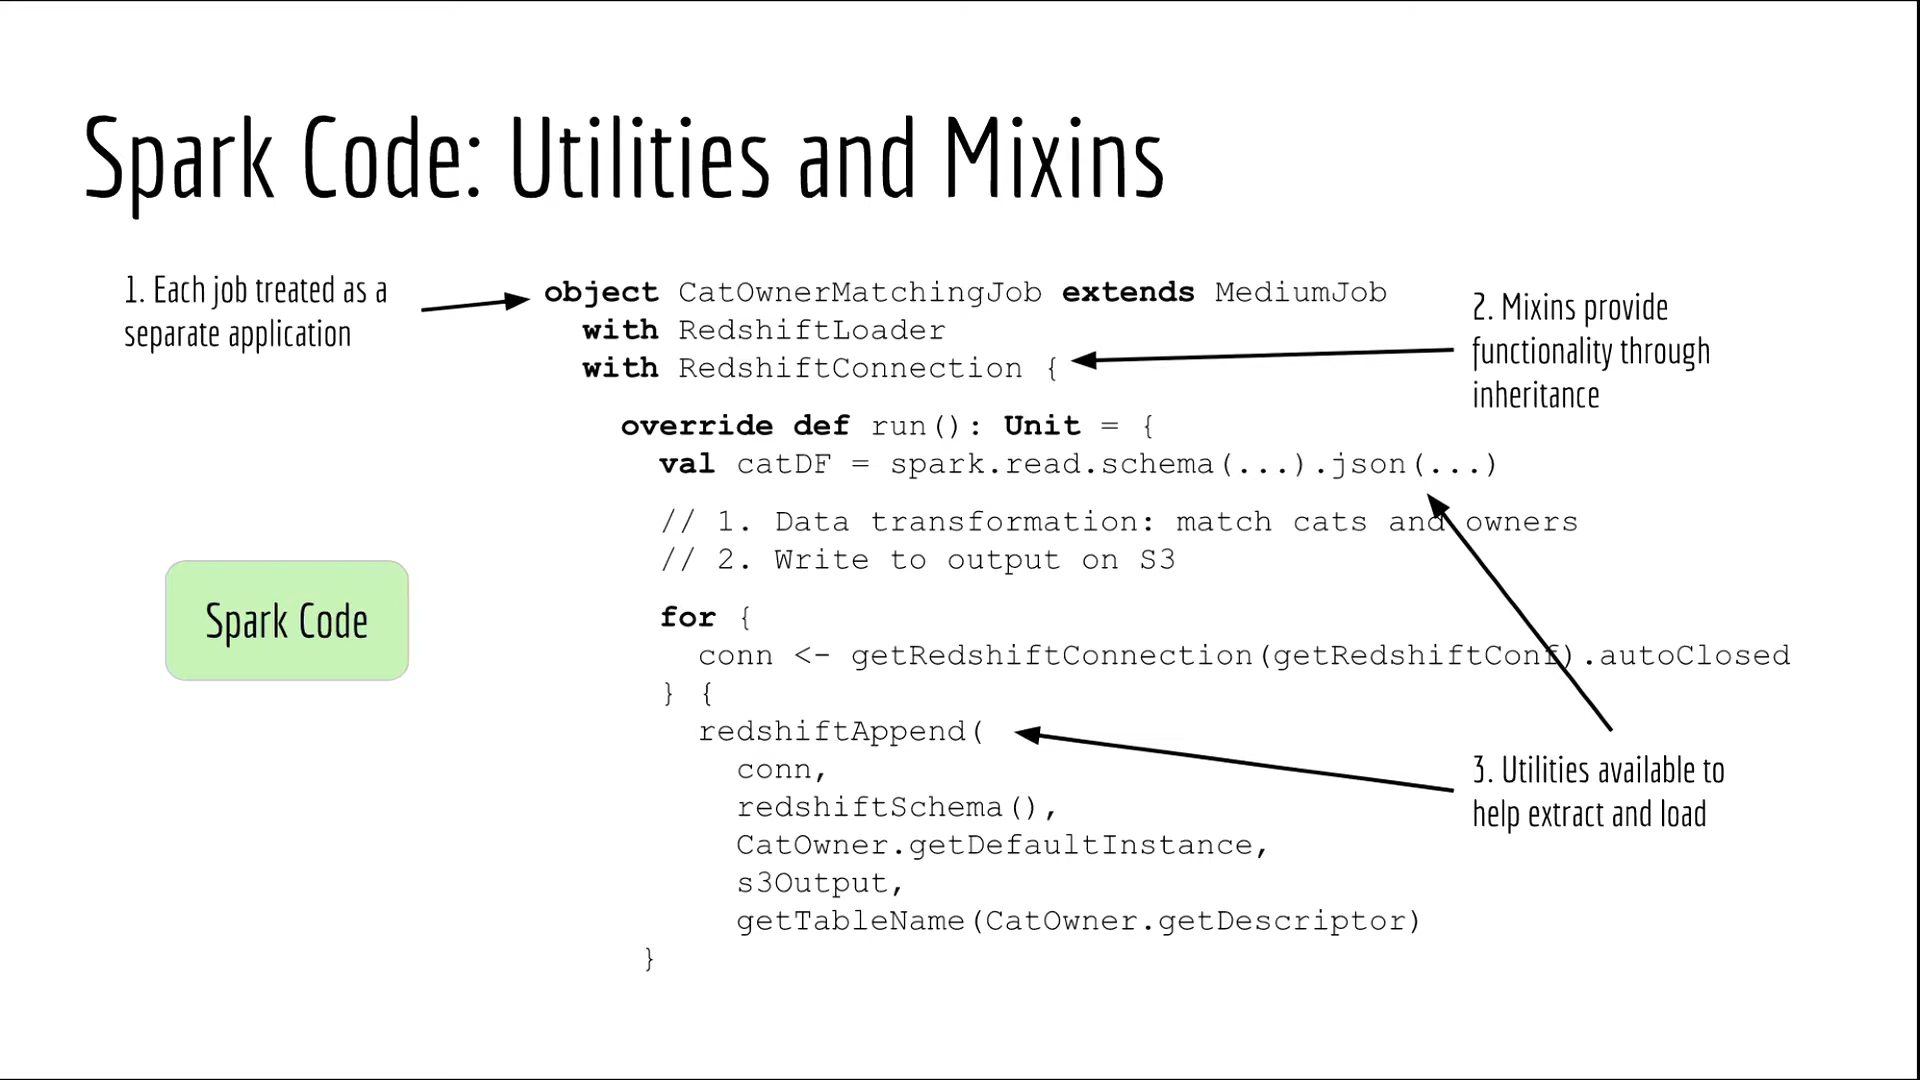 Spark Code: Utilities and Mixins
1. Each job treated as a
separate application
object CatOwnerMatchingJob extends MediumJob
with RedshiftLoader
with RedshiftConnection {
2. Mixins provide
functionality through
inheritance
override def run(): Unit = {
val catDF = spark.read.schema(...).json(...)
// 1. Data transformation: match cats and owners
// 2. Write to output on S3
Spark Code
for {
conn <- getRedshiftConnection(getRedshiftConf).autoClosed
} {
redshiftAppend(
conn,
redshiftSchema(),
CatOwner.getDefaultInstance,
s3Output,
getTableName(CatOwner.getDescriptor)
}
3. Utilities available to
help extract and load